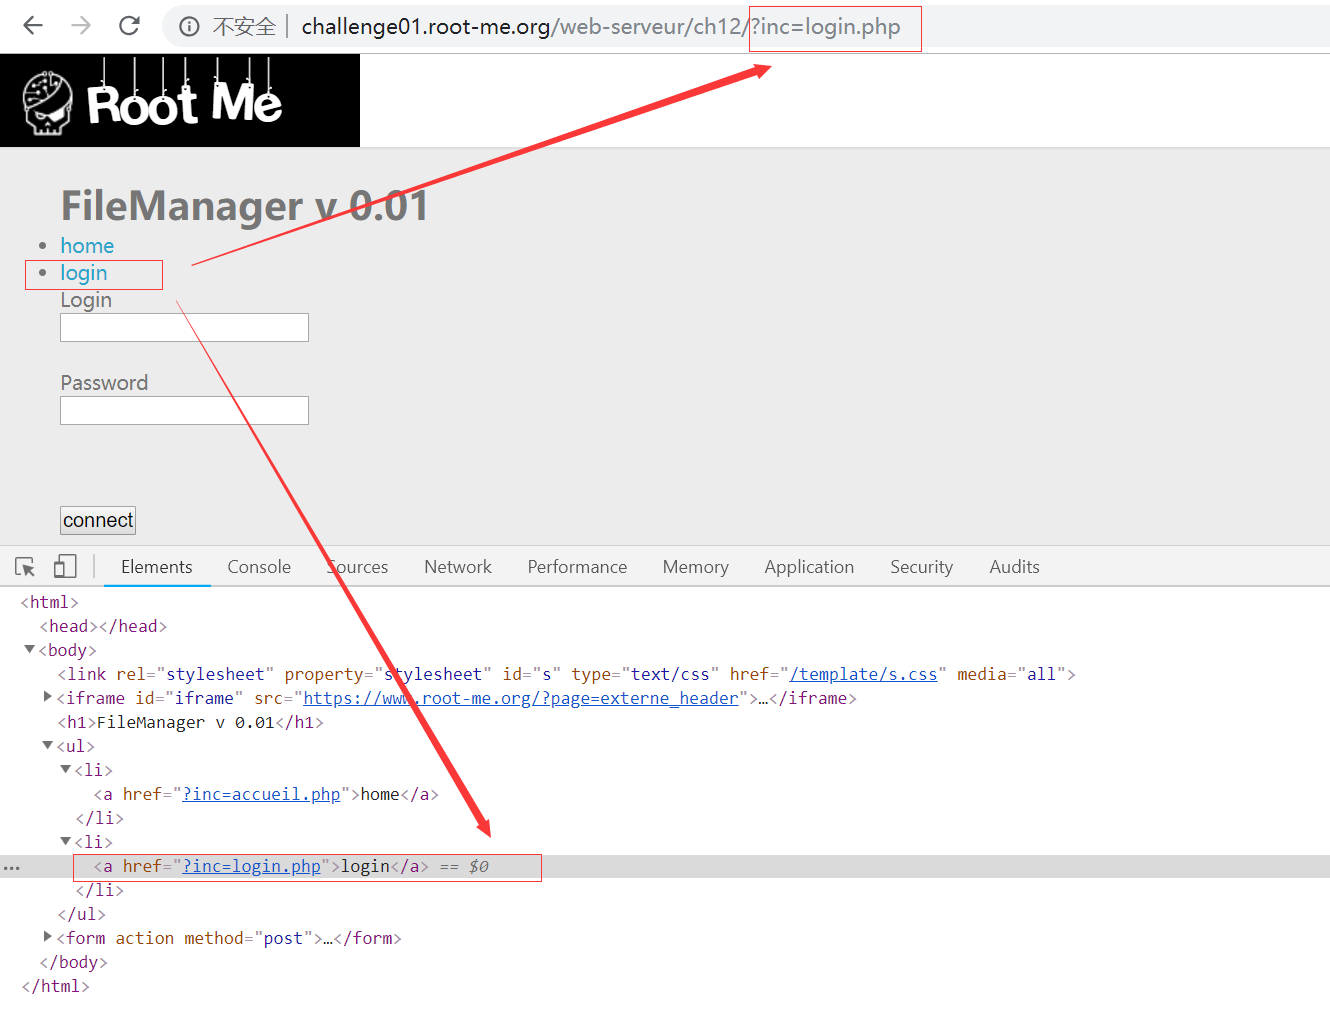 不安全 challenge01.root-me.org/web-serveur/ch12/?inc=login.php
Root Me
FileManager v 0.01
home
login
Login
Password
connect
Elements Console Sources Network Performance Memory Application Security Audits
<html>
<head></head>
<body>
<link rel="stylesheet" property="stylesheet" id="s" type="text/css" href="/template/s.css" media="all">
<iframe id="iframe" src="https://www.root-me.org/?page=externe_header">…</iframe>
<h1>FileManager v 0.01</h1>
<ul>
<li>
<a href="?inc=accueil.php">home</a>
</li>
<li>
<a href="?inc=login.php">login</a> == $0
</li>
</ul>
<form action method="post">…</form>
</body>
</html>